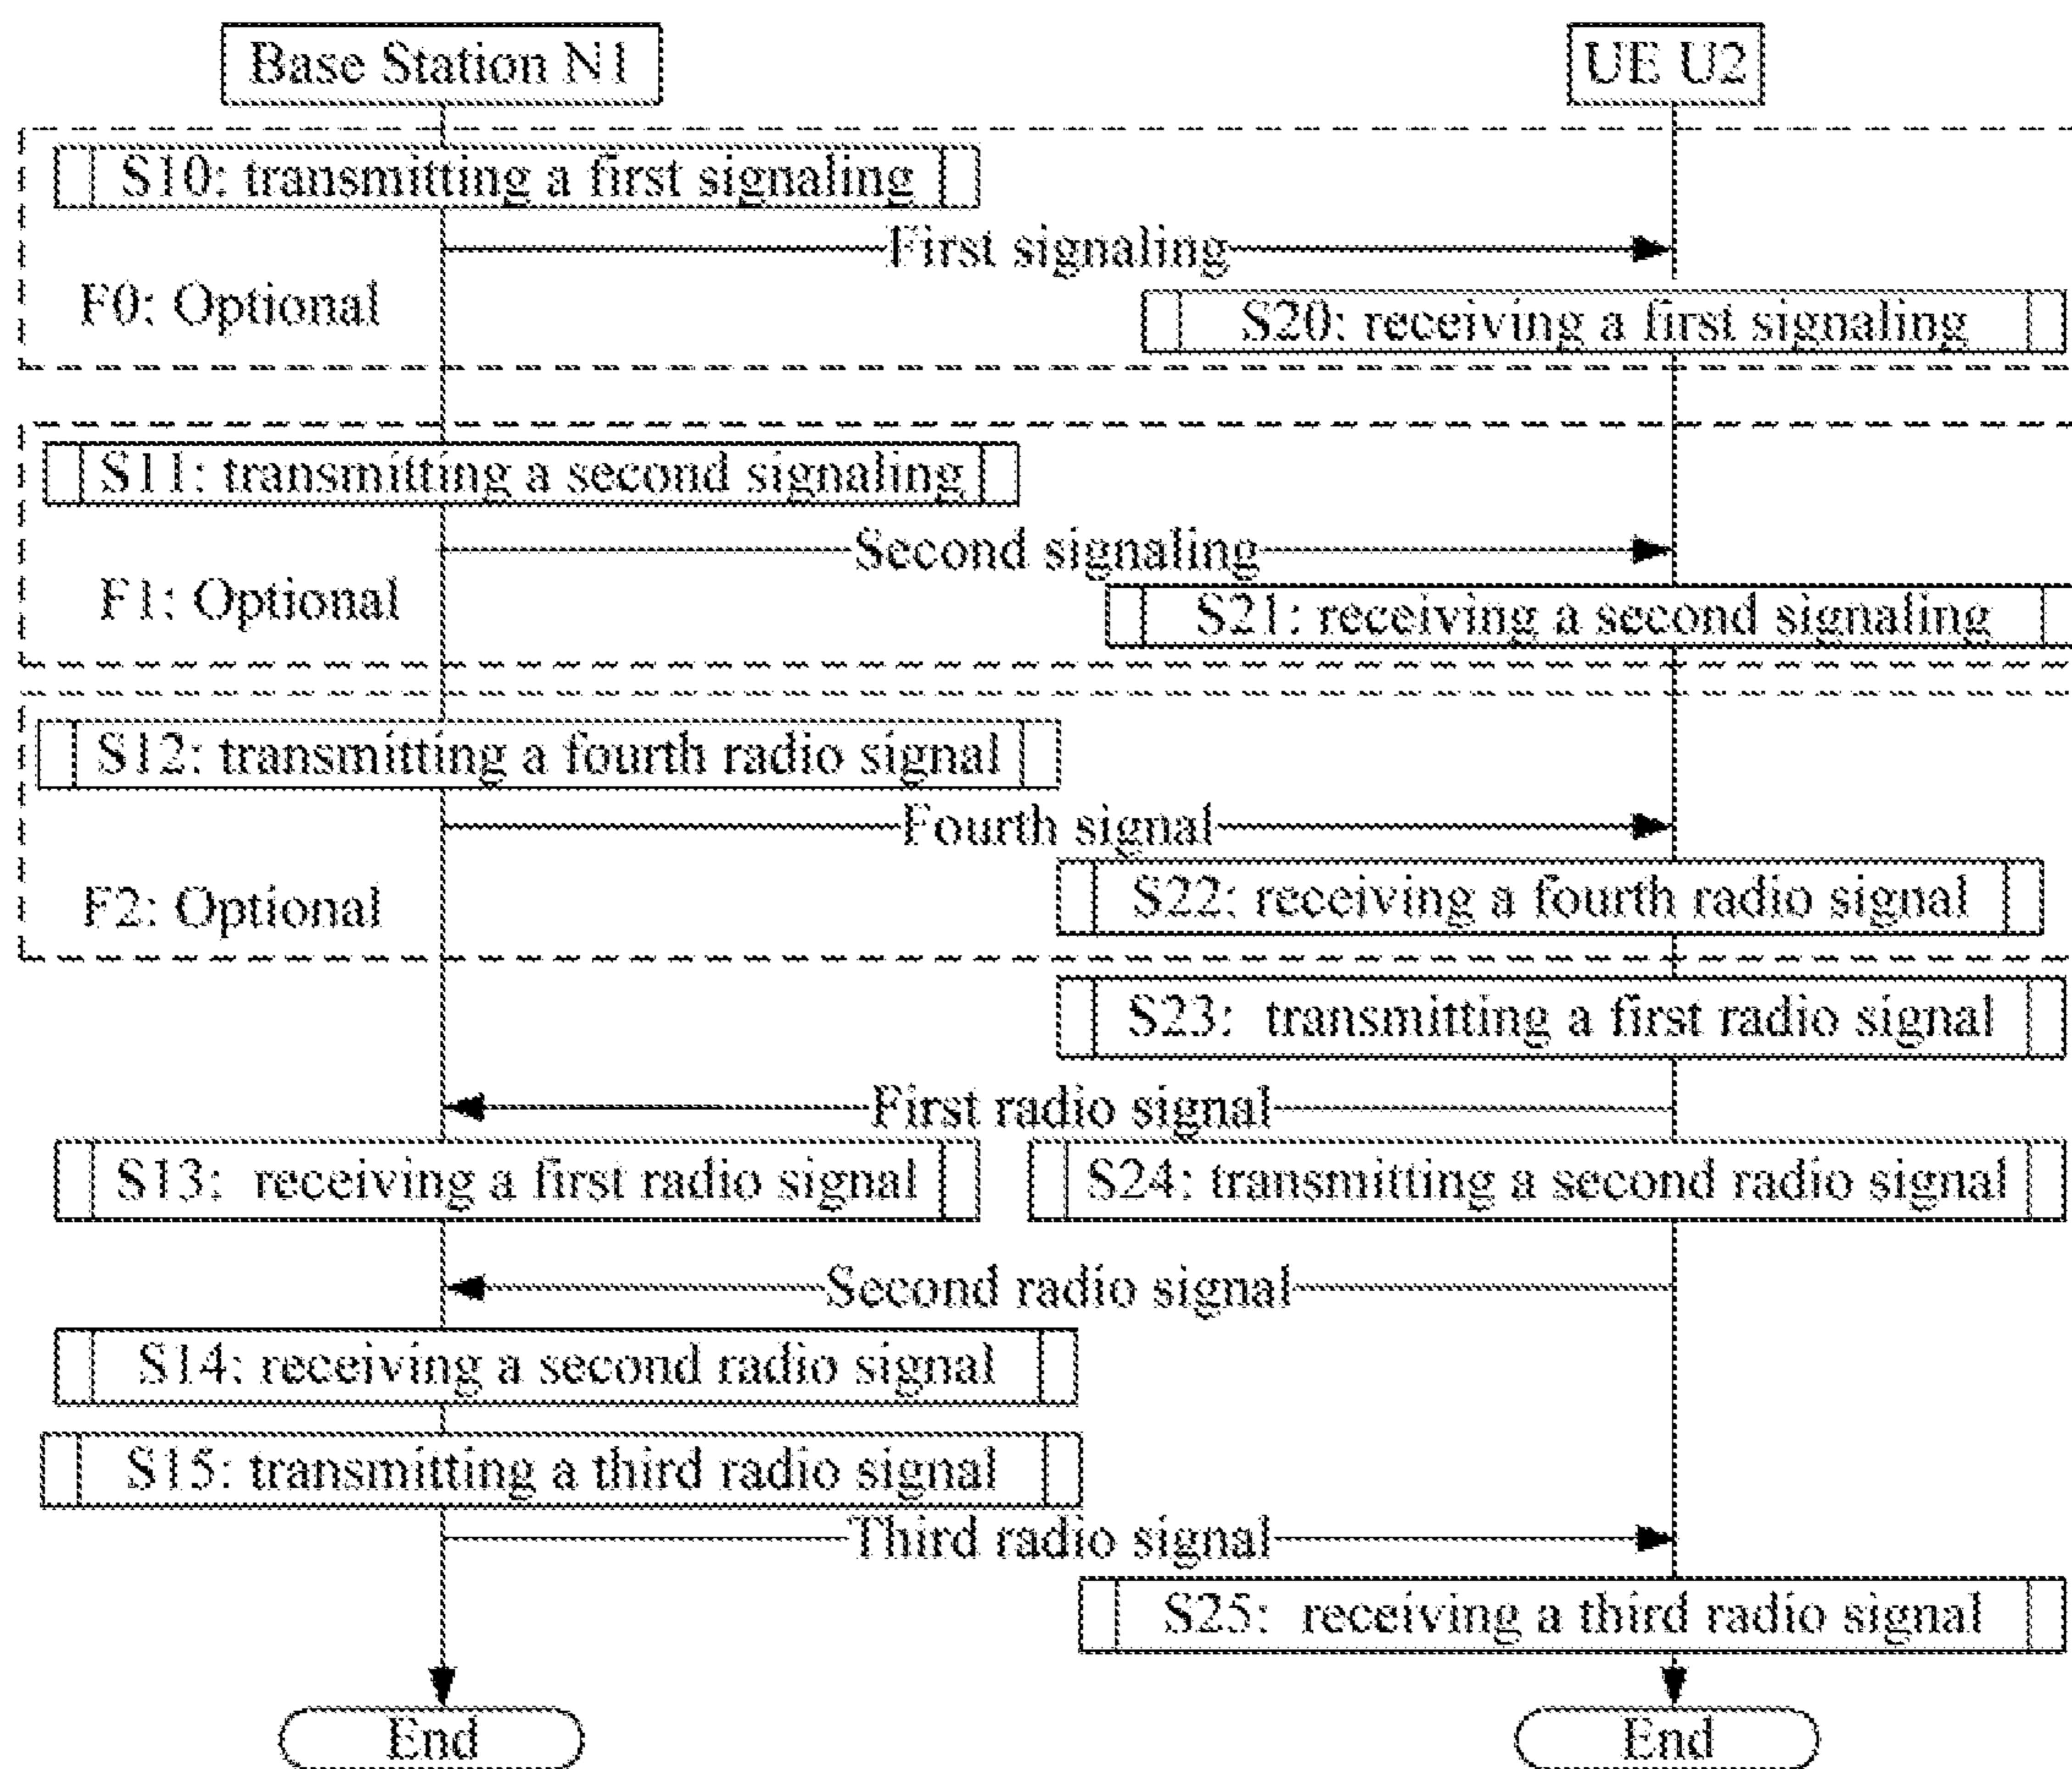 Base Station N1
UE U2
S10: transmitting a first signaling
First signaling
F0: Optional
S20: receiving a first signaling
S11: transmitting a second signaling
Second signaling
F1: Optional
S21: receiving a second signaling
S12: transmitting a fourth radio signal
Fourth signal
S22: receiving a fourth radio signal
F2: Optional
S23: transmitting a first radio signal
First radio signal
S13: receiving a first radio signal
S24: transmitting a second radio signal
Second radio signal
S14: receiving a second radio signal
S15: transmitting a third radio signal
Third radio signal
S25: receiving a third radio signal
End
End